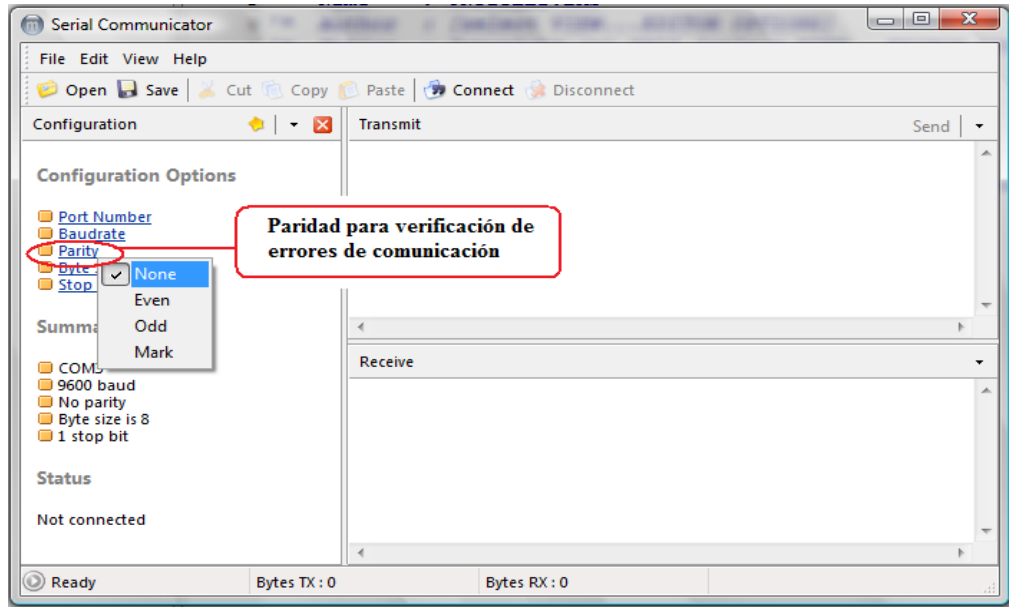 Serial Communicator
File Edit View Help
Open Save Cut Copy Paste Connect Disconnect
Configuration
Transmit
Send
Configuration Options
Port Number
Baudrate
Parity
Byte
Stop
None
Even
Odd
Mark
Paridad para verificación de
errores de comunicación
Summa
9600 baud
No parity
Byte size is 8
1 stop bit
Status
Not connected
Receive
Ready
Bytes TX : 0
Bytes RX : 0